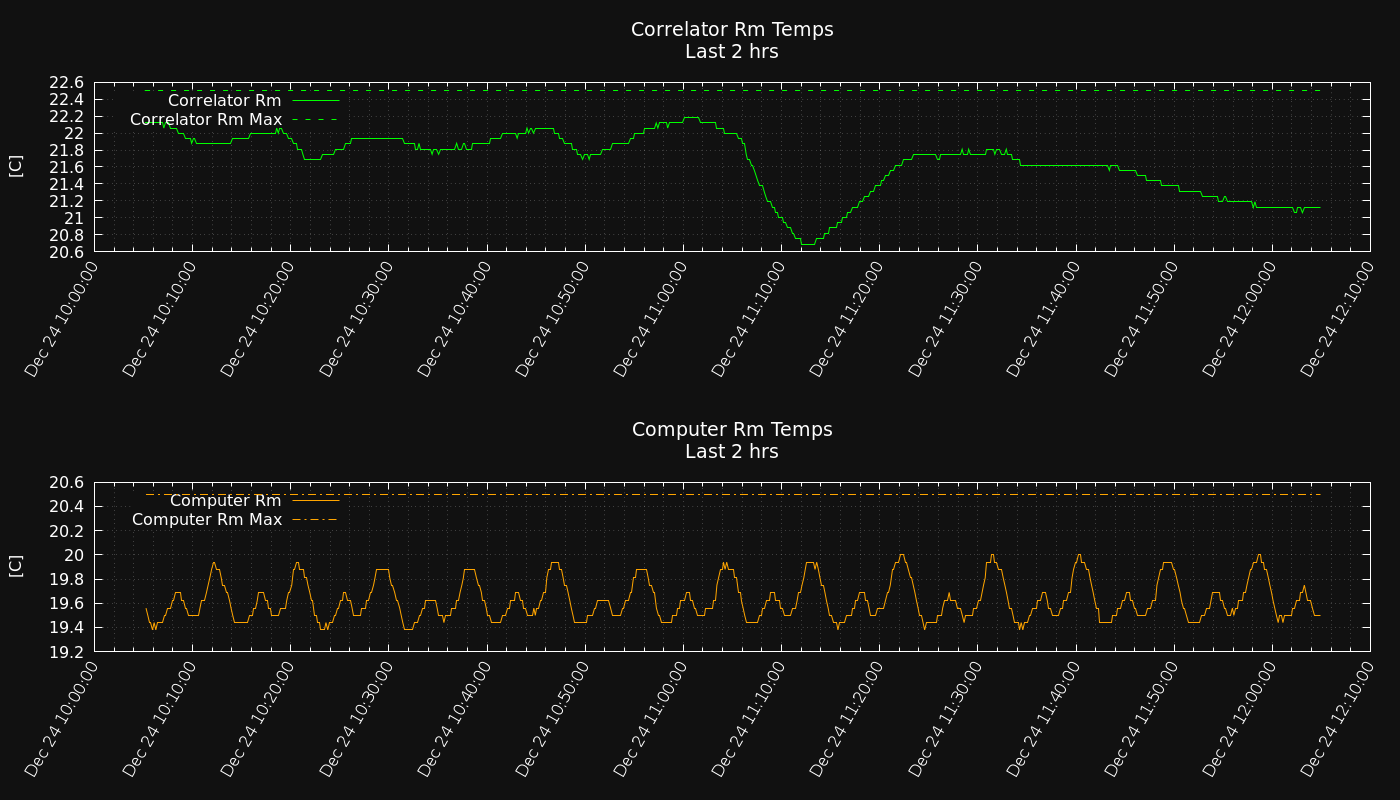 Correlator Rm Temps
Last 2 hrs
[C]
22.6
22.4
22.2
22
21.8
21.6
21.4
21.2
21
20.8
20.6
Correlator Rm
Correlator Rm Max
Dec 24 10:00:00
Dec 24 10:10:00
Dec 24 10:20:00
Dec 24 10:30:00
Dec 24 10:40:00
Dec 24 10:50:00
Dec 24 11:00:00
Dec 24 11:10:00
Dec 24 11:20:00
Dec 24 11:30:00
Dec 24 11:40:00
Dec 24 11:50:00
Dec 24 12:00:00
Dec 24 12:10:00
Computer Rm Temps
Last 2 hrs
[C]
20.6
20.4
20.2
20
19.8
19.6
19.4
19.2
Computer Rm
Computer Rm Max
Dec 24 10:00:00
Dec 24 10:10:00
Dec 24 10:20:00
Dec 24 10:30:00
Dec 24 10:40:00
Dec 24 10:50:00
Dec 24 11:00:00
Dec 24 11:10:00
Dec 24 11:20:00
Dec 24 11:30:00
Dec 24 11:40:00
Dec 24 11:50:00
Dec 24 12:00:00
Dec 24 12:10:00